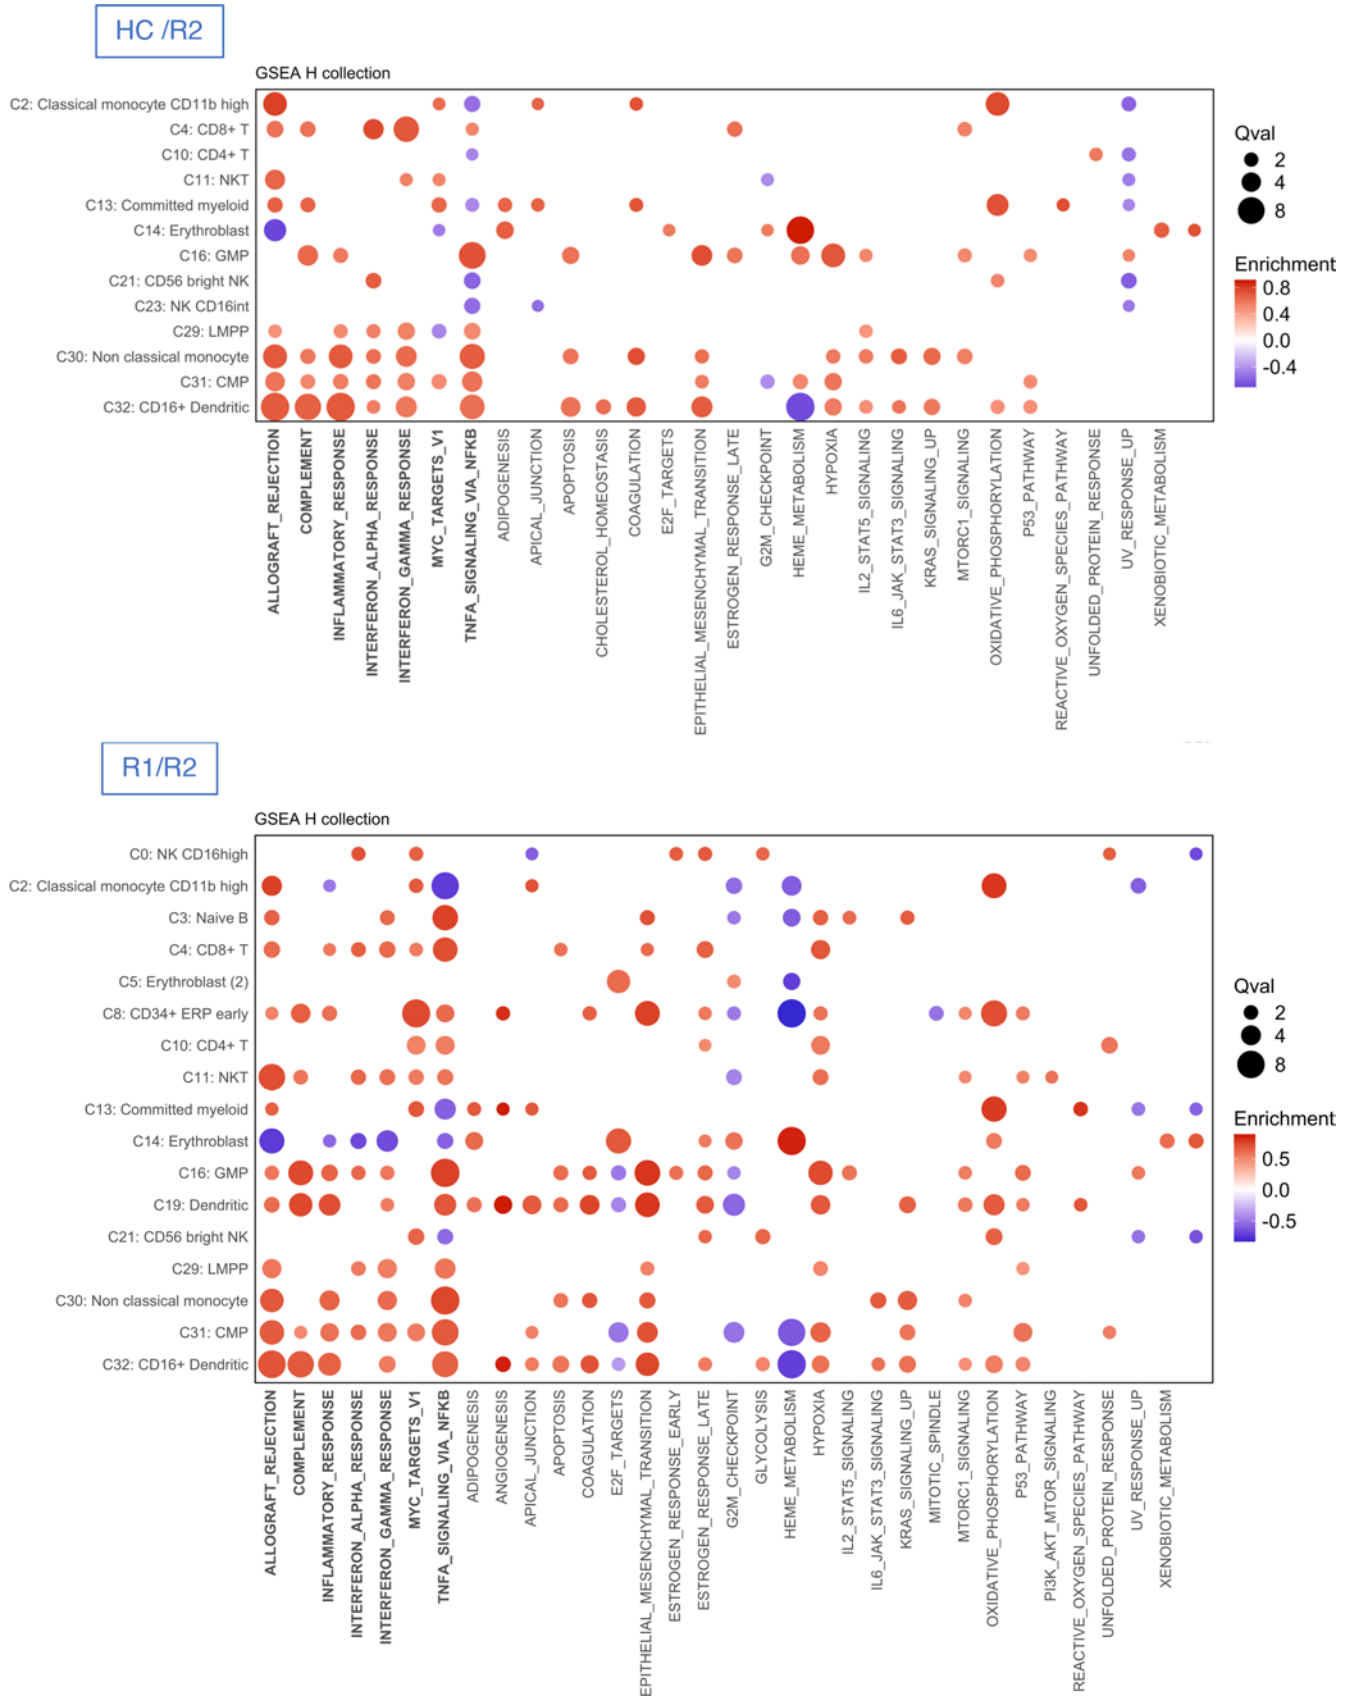 HC /R2
GSEA H collection
C2: Classical monocyte CD11b high
C4: CD8+ T
C10: CD4+ T
C11: NKT
C13: Committed myeloid
C14: Erythroblast
C16: GMP
C21: CD56 bright NK
C23: NK CD16int
C29: LMPP
C30: Non classical monocyte
C31: CMP
C32: CD16+ Dendritic
Qval
2
4
8
Enrichment
0.8
0.4
0.0
-0.4
ALLOGRAFT_REJECTION
COMPLEMENT
INFLAMMATORY_RESPONSE
INTERFERON_ALPHA_RESPONSE
INTERFERON_GAMMA_RESPONSE
MYC_TARGETS_V1
TNFA_SIGNALING_VIA_NFKB
ADIPOGENESIS
APICAL_JUNCTION
APOPTOSIS
CHOLESTEROL_HOMEOSTASIS
COAGULATION
E2F_TARGETS
EPITHELIAL_MESENCHYMAL_TRANSITION
ESTROGEN_RESPONSE_LATE
G2M_CHECKPOINT
HEME_METABOLISM
HYPOXIA
IL2_STAT5_SIGNALING
IL6_JAK_STAT3_SIGNALING
KRAS_SIGNALING_UP
MTORC1_SIGNALING
OXIDATIVE_PHOSPHORYLATION
P53_PATHWAY
REACTIVE_OXYGEN_SPECIES_PATHWAY
UNFOLDED_PROTEIN_RESPONSE
UV_RESPONSE_UP
XENOBIOTIC_METABOLISM
R1/R2
GSEA H collection
C0: NK CD16high
C2: Classical monocyte CD11b high
C3: Naive B
C4: CD8+ T
C5: Erythroblast (2)
C8: CD34+ ERP early
C10: CD4+ T
C11: NKT
C13: Committed myeloid
C14: Erythroblast
C16: GMP
C19: Dendritic
C21: CD56 bright NK
C29: LMPP
C30: Non classical monocyte
C31: CMP
C32: CD16+ Dendritic
Qval
2
4
8
Enrichment
0.5
0.0
-0.5
ALLOGRAFT_REJECTION
COMPLEMENT
INFLAMMATORY_RESPONSE
INTERFERON_ALPHA_RESPONSE
INTERFERON_GAMMA_RESPONSE
MYC_TARGETS_V1
TNFA_SIGNALING_VIA_NFKB
ADIPOGENESIS
ANGIOGENESIS
APICAL_JUNCTION
APOPTOSIS
COAGULATION
E2F_TARGETS
EPITHELIAL_MESENCHYMAL_TRANSITION
ESTROGEN_RESPONSE_EARLY
ESTROGEN_RESPONSE_LATE
G2M_CHECKPOINT
GLYCOLYSIS
HEME_METABOLISM
HYPOXIA
IL2_STAT5_SIGNALING
IL6_JAK_STAT3_SIGNALING
KRAS_SIGNALING_UP
MITOTIC_SPINDLE
MTORC1_SIGNALING
OXIDATIVE_PHOSPHORYLATION
P53_PATHWAY
PI3K_AKT_MTOR_SIGNALING
REACTIVE_OXYGEN_SPECIES_PATHWAY
UNFOLDED_PROTEIN_RESPONSE
UV_RESPONSE_UP
XENOBIOTIC_METABOLISM